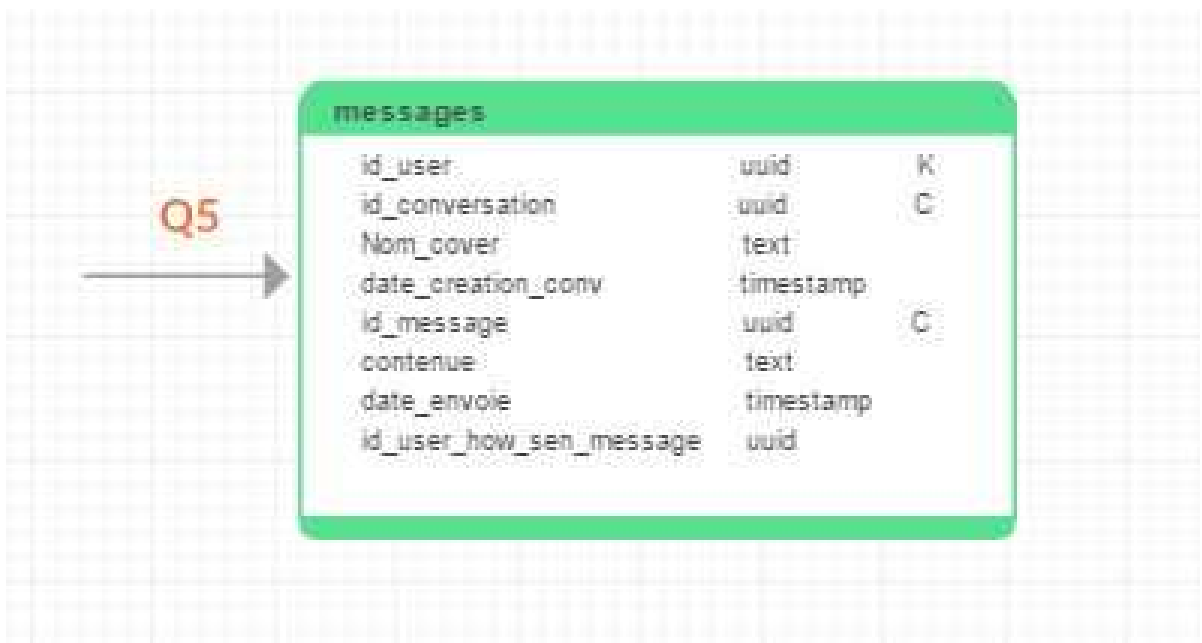 messages
id_user uuid K
Q5
id_conversation uuid C
Nom_cover text
date_creation_conv timestamp
id_message uuid C
contenue text
date_envoie timestamp
id_user_how_sen_message uuid